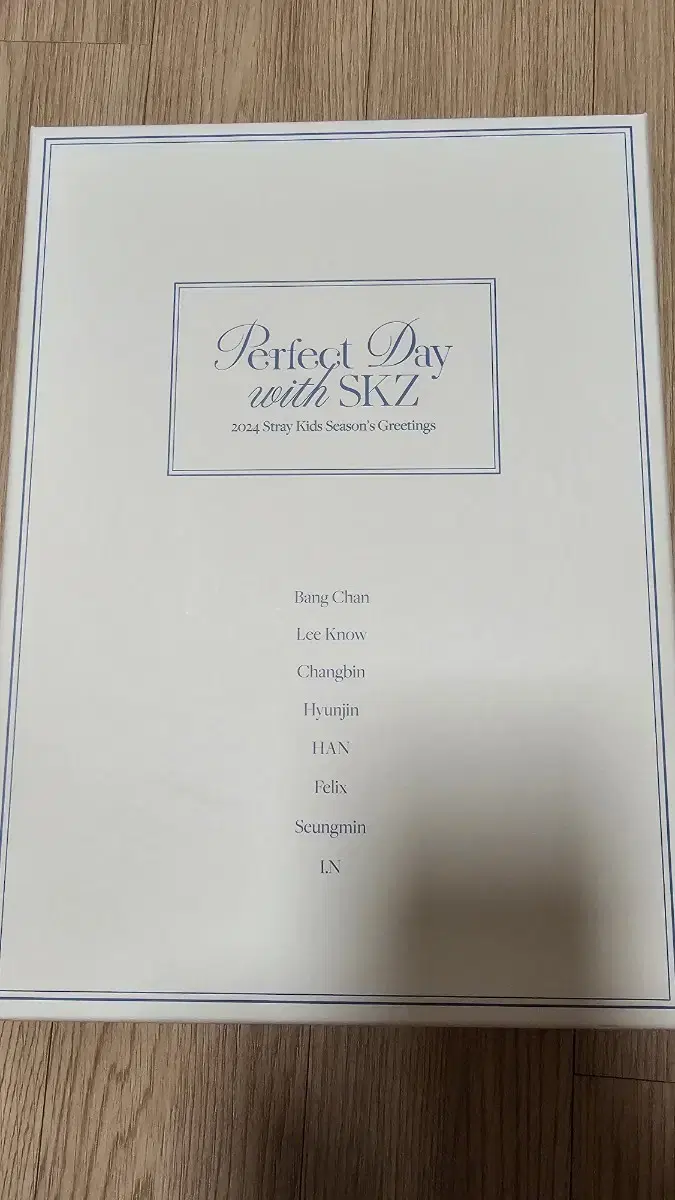 Perfect Day
with SKZ
2024 Stray Kids Season's Greetings
Bang Chan
Lee Know
Changbin
Hyunjin
HAN
Felix
Seungmin
I.N